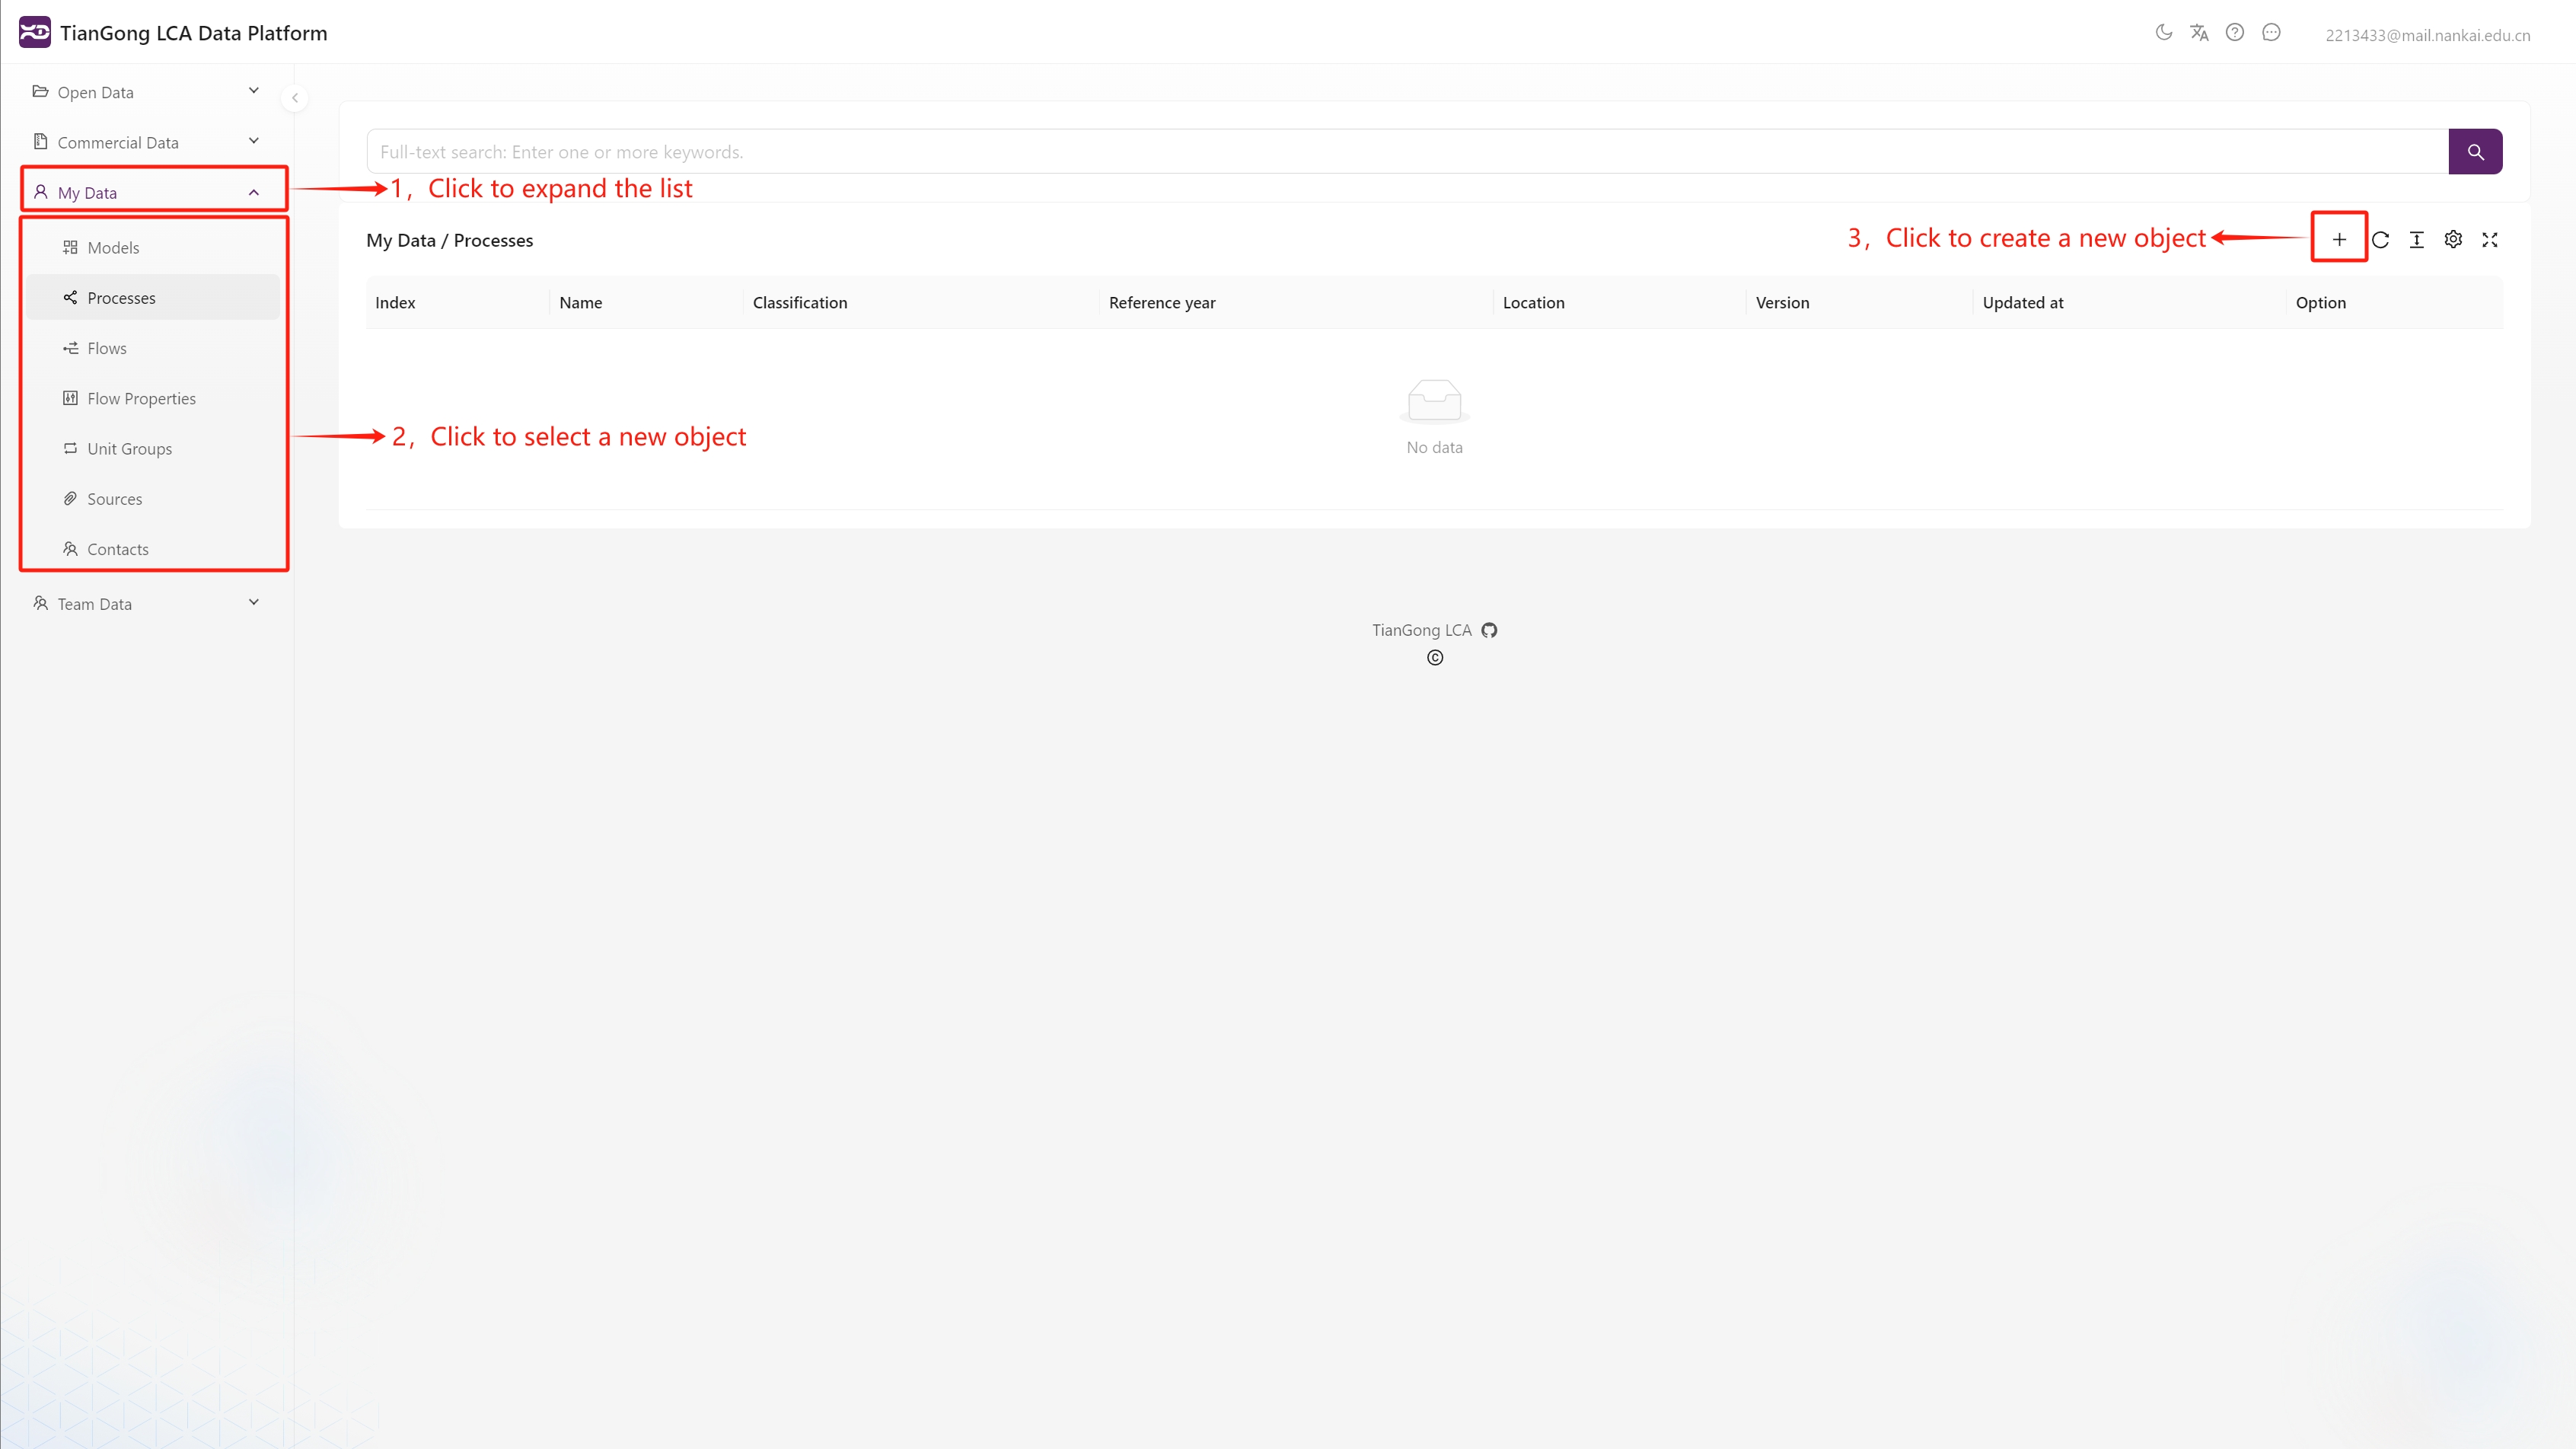 TianGong LCA Data Platform
2213433@mail.nankai.edu.cn
Open Data
Commercial Data
My Data
1，Click to expand the list
Full-text search: Enter one or more keywords.
Models
Processes
Flows
Flow Properties
Unit Groups
Sources
Contacts
Team Data
2，Click to select a new object
My Data / Processes
3，Click to create a new object
Index
Name
Classification
Reference year
Location
Version
Updated at
Option
No data
TianGong LCA
©